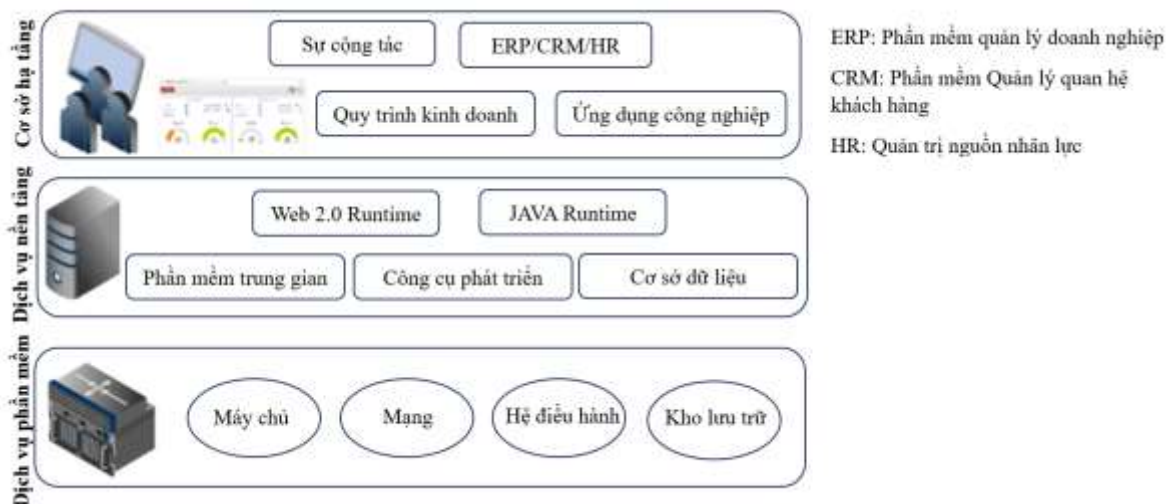 Cơ sở hạ tầng
Sự cộng tác
ERP/CRM/HR
Quy trình kinh doanh
Ứng dụng công nghiệp
ERP: Phần mềm quản lý doanh nghiệp
CRM: Phần mềm Quản lý quan hệ
khách hàng
HR: Quản trị nguồn nhân lực
Dịch vụ nền tảng
Web 2.0 Runtime
JAVA Runtime
Phần mềm trung gian
Công cụ phát triển
Cơ sở dữ liệu
Dịch vụ phần mềm
Máy chủ
Mạng
Hệ điều hành
Kho lưu trữ